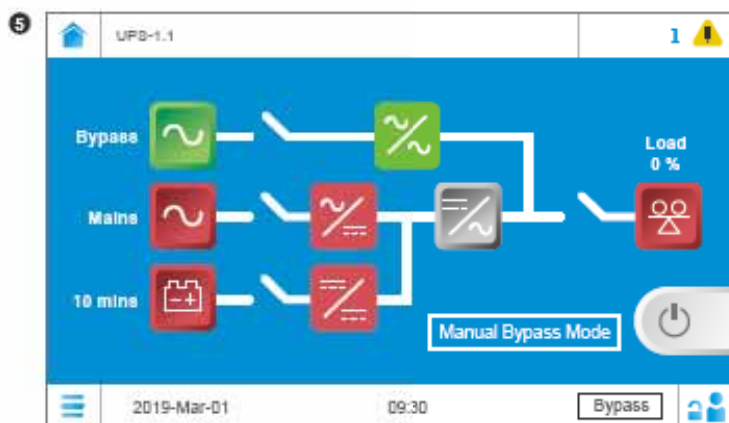 5
UPS-1.1
1
Bypass
Load
0 %
Mains
10 mins
Manual Bypass Mode
2019-Mar-01
09:30
Bypass